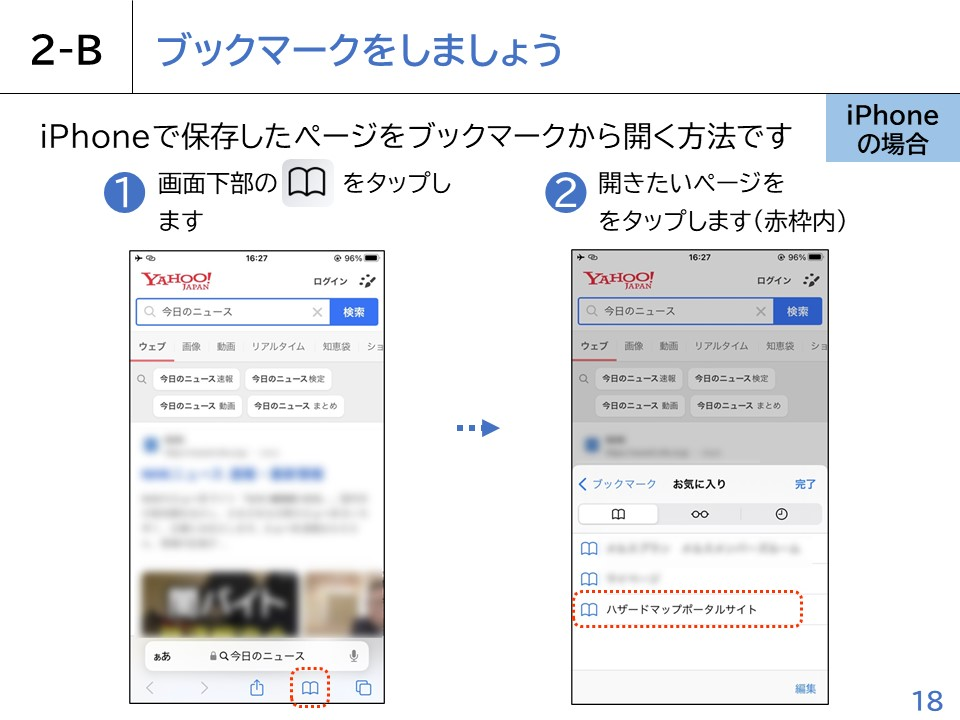 2-B
ブックマークをしましょう
iPhone
の場合
iPhoneで保存したページをブックマークから開く方法です
1 画面下部の をタップし
ます
2 開きたいページを
をタップします（赤枠内）
16:27 96%
YAHOO!
JAPAN
ログイン
今日のニュース 検索
ウェブ 画像 動画 リアルタイム 知恵袋 ショ
今日のニュース 速報 今日のニュース 検定
今日のニュース 動画 今日のニュース まとめ
闇バイト
ぁあ 今日のニュース
16:27 96%
YAHOO!
JAPAN
ログイン
今日のニュース 検索
ウェブ 画像 動画 リアルタイム 知恵袋 ショ
今日のニュース 速報 今日のニュース 検定
今日のニュース 動画 今日のニュース まとめ
ブックマーク お気に入り 完了
ハザードマップポータルサイト
編集
18